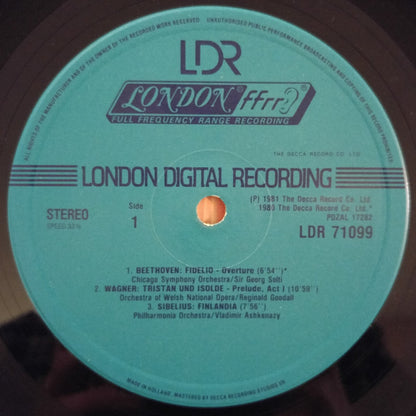 ALL RIGHTS OF THE MANUFACTURER AND OF THE OWNER OF THE RECORDED WORK RESERVED
UNAUTHORISED PUBLIC PERFORMANCE BROADCASTING AND COPYING OF THIS RECORD PROHIBITED
LDR
LONDON® ffrr®
FULL FREQUENCY RANGE RECORDING
THE DECCA RECORD CO. LTD.
LONDON DIGITAL RECORDING
STEREO
SPEED 33⅓
Side
1
(P) 1981 The Decca Record Co. Ltd.
1980 The Decca Record Co. Ltd.*
PDZAL 17282
LDR 71099
1. BEETHOVEN: FIDELIO - överture (6'54'')*
Chicago Symphony Orchestra/Sir Georg Solti
2. WAGNER: TRISTAN UND ISOLDE - Prelude, Act I (10'59'')
Orchestra of Welsh National Opera/Reginald Goodall
3. SIBELIUS: FINLANDIA (7'56'')
Philharmonia Orchestra/Vladimir Ashkenazy
MADE IN HOLLAND. MASTERED BY DECCA RECORDING STUDIOS UK